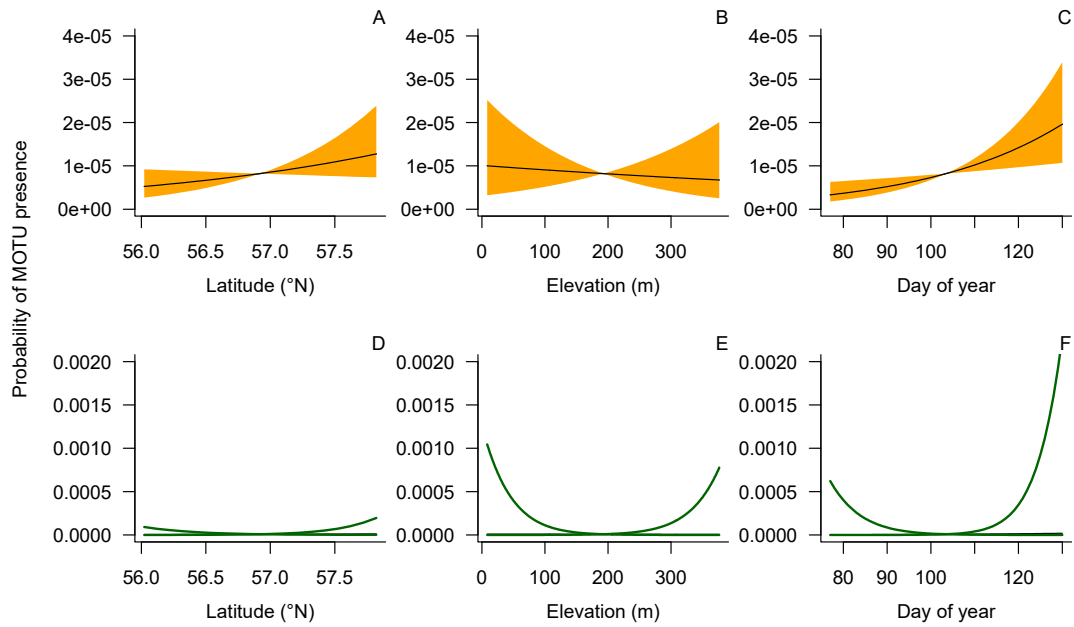 Probability of MOTU presence
A
4e-05
3e-05
2e-05
1e-05
0e+00
56.0 56.5 57.0 57.5
Latitude (°N)
B
4e-05
3e-05
2e-05
1e-05
0e+00
0 100 200 300
Elevation (m)
C
4e-05
3e-05
2e-05
1e-05
0e+00
80 90 100 120
Day of year
D
0.0020
0.0015
0.0010
0.0005
0.0000
56.0 56.5 57.0 57.5
Latitude (°N)
E
0.0020
0.0015
0.0010
0.0005
0.0000
0 100 200 300
Elevation (m)
F
0.0020
0.0015
0.0010
0.0005
0.0000
80 90 100 120
Day of year